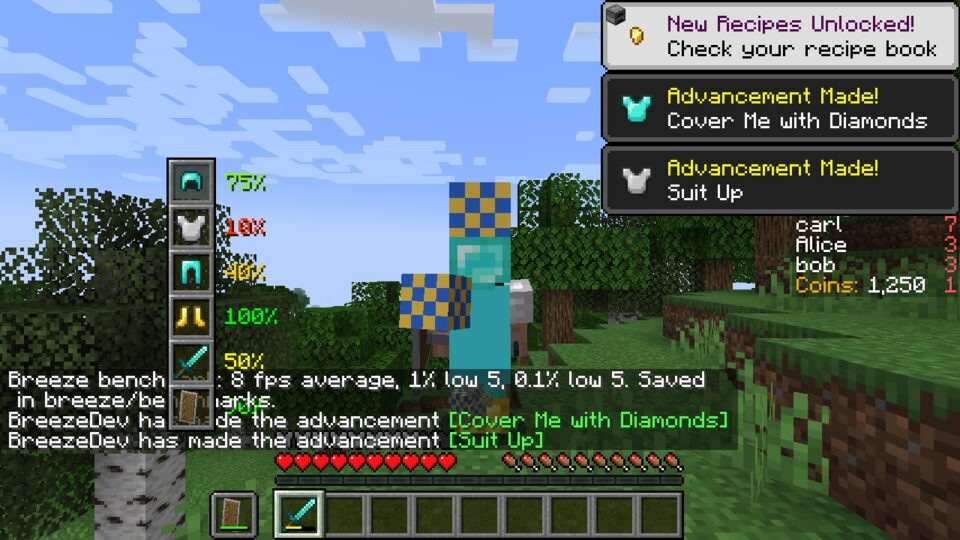 New Recipes Unlocked!
Check your recipe book
Advancement Made!
Cover Me with Diamonds
Advancement Made!
Suit Up
carl 7
Alice 3
bob 3
Coins: 1,250 1
75%
10%
40%
100%
50%
Breeze bench : 8 fps average, 1% low 5, 0.1% low 5. Saved
in breeze/be marks.
BreezeDev ha de the advancement [Cover Me with Diamonds]
BreezeDev has made the advancement [Suit Up]